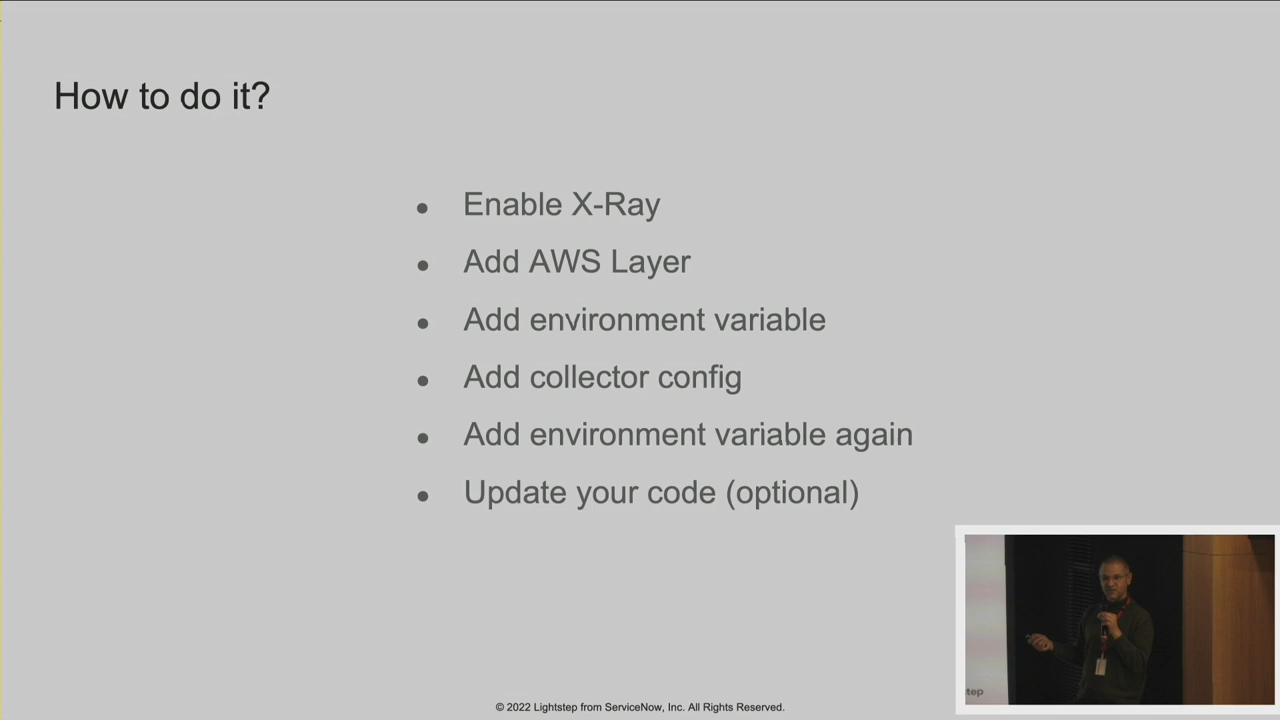 How to do it?
● Enable X-Ray
● Add AWS Layer
● Add environment variable
● Add collector config
● Add environment variable again
● Update your code (optional)
tep
© 2022 Lightstep from ServiceNow, Inc. All Rights Reserved.